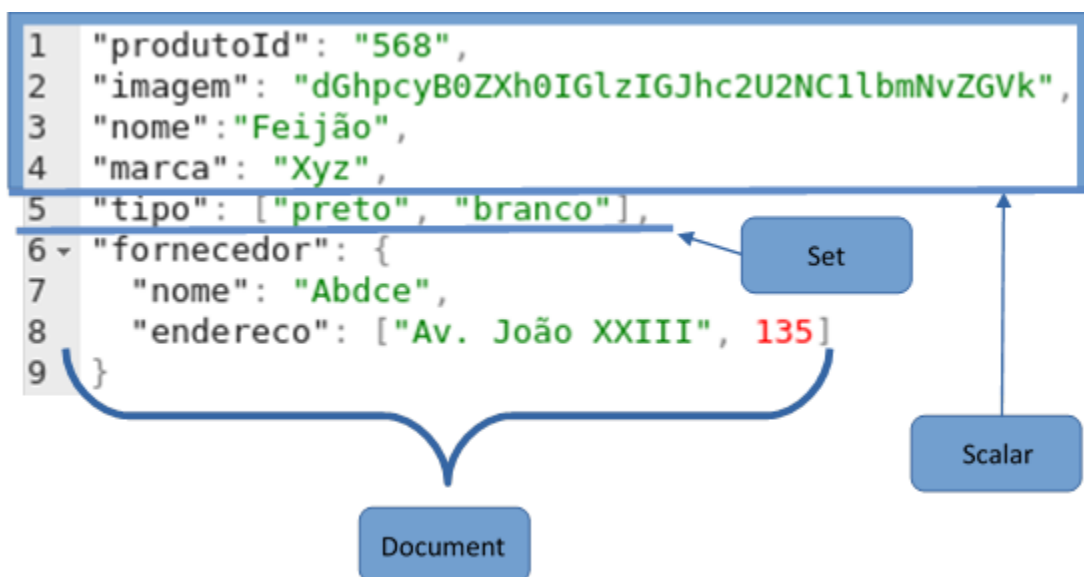 1 "produtoId": "568",
2 "imagem": "dGhpcyB0ZXh0IGlzIGJhc2U2NC1lbmNvZGVk",
3 "nome":"Feijão",
4 "marca": "Xyz",
5 "tipo": ["preto", "branco"],
6 "fornecedor": {
7 "nome": "Abdce",
8 "endereco": ["Av. João XXIII", 135]
9 }
Set
Scalar
Document